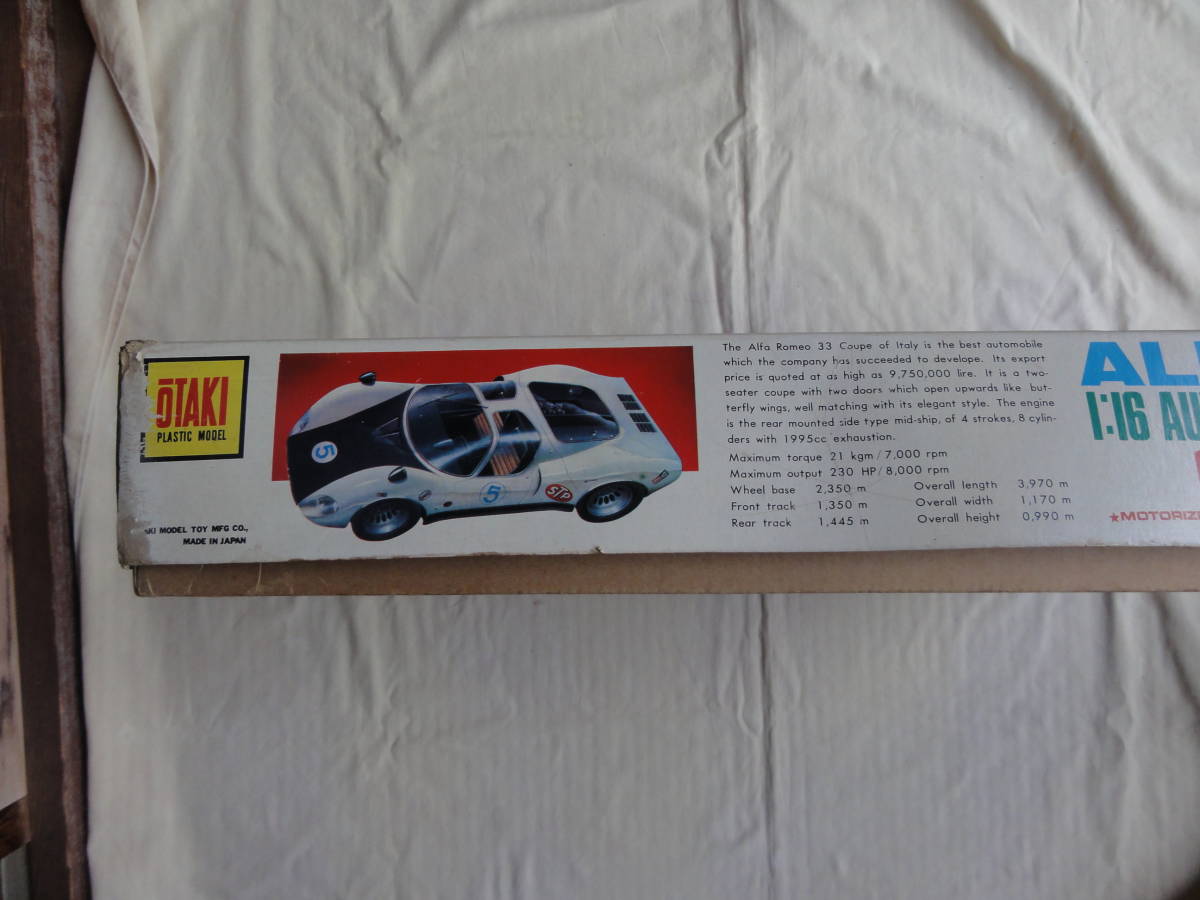 ŌTAKI
PLASTIC MODEL
MODEL TOY MFG CO.,
MADE IN JAPAN
5
5
STP
The Alfa Romeo 33 Coupe of Italy is the best automobile
which the company has succeeded to develope. Its export
price is quoted at as high as 9,750,000 lire. It is a two-
seater coupe with two doors which open upwards like but-
terfly wings, well matching with its elegant style. The engine
is the rear mounted side type mid-ship, of 4 strokes, 8 cylin-
ders with 1995cc exhaustion.
Maximum torque 21 kgm/7,000 rpm
Maximum output 230 HP/8,000 rpm
Wheel base 2,350 m Overall length 3,970 m
Front track 1,350 m Overall width 1,170 m
Rear track 1,445 m Overall height 0,990 m
AL
1:16 AU
★MOTORIZ